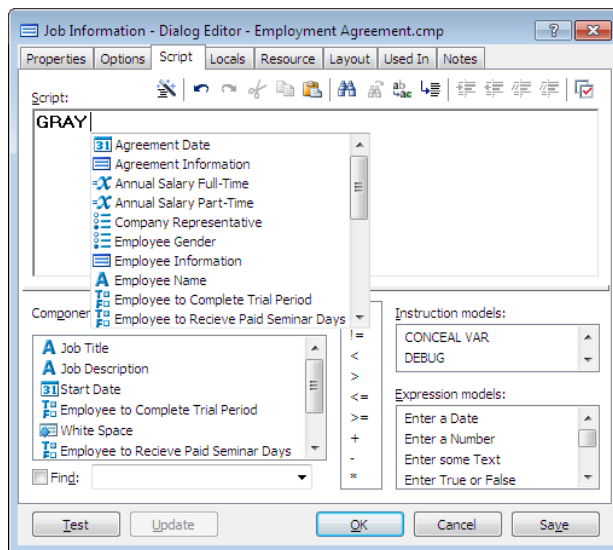 Job Information - Dialog Editor - Employment Agreement.cmp
Properties Options Script Locals Resource Layout Used In Notes
Script:
GRAY
Agreement Date
Agreement Information
Annual Salary Full-Time
Annual Salary Part-Time
Company Representative
Employee Gender
Employee Information
Employee Name
Employee to Complete Trial Period
Employee to Recieve Paid Seminar Days
Componen
Job Title
Job Description
Start Date
Employee to Complete Trial Period
White Space
Employee to Recieve Paid Seminar Days
Find:
!=
<
>
<=
>=
+
-
*
Instruction models:
CONCEAL VAR
DEBUG
Expression models:
Enter a Date
Enter a Number
Enter some Text
Enter True or False
Test Update OK Cancel Save